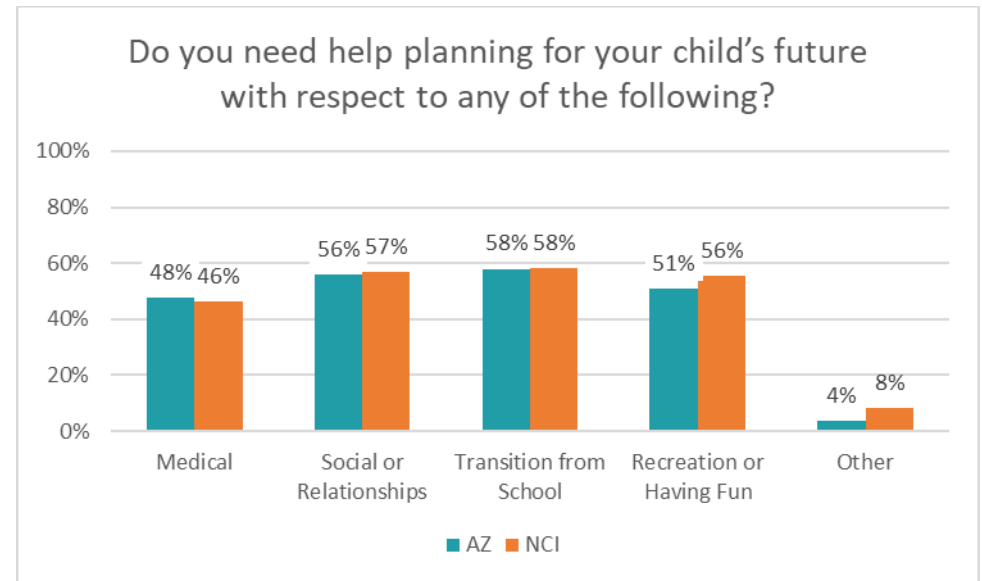 Do you need help planning for your child’s future
with respect to any of the following?
100%
80%
60%
40%
20%
0%
48% 46%
56% 57%
58% 58%
51% 56%
4% 8%
Medical
Social or
Relationships
Transition from
School
Recreation or
Having Fun
Other
AZ NCI